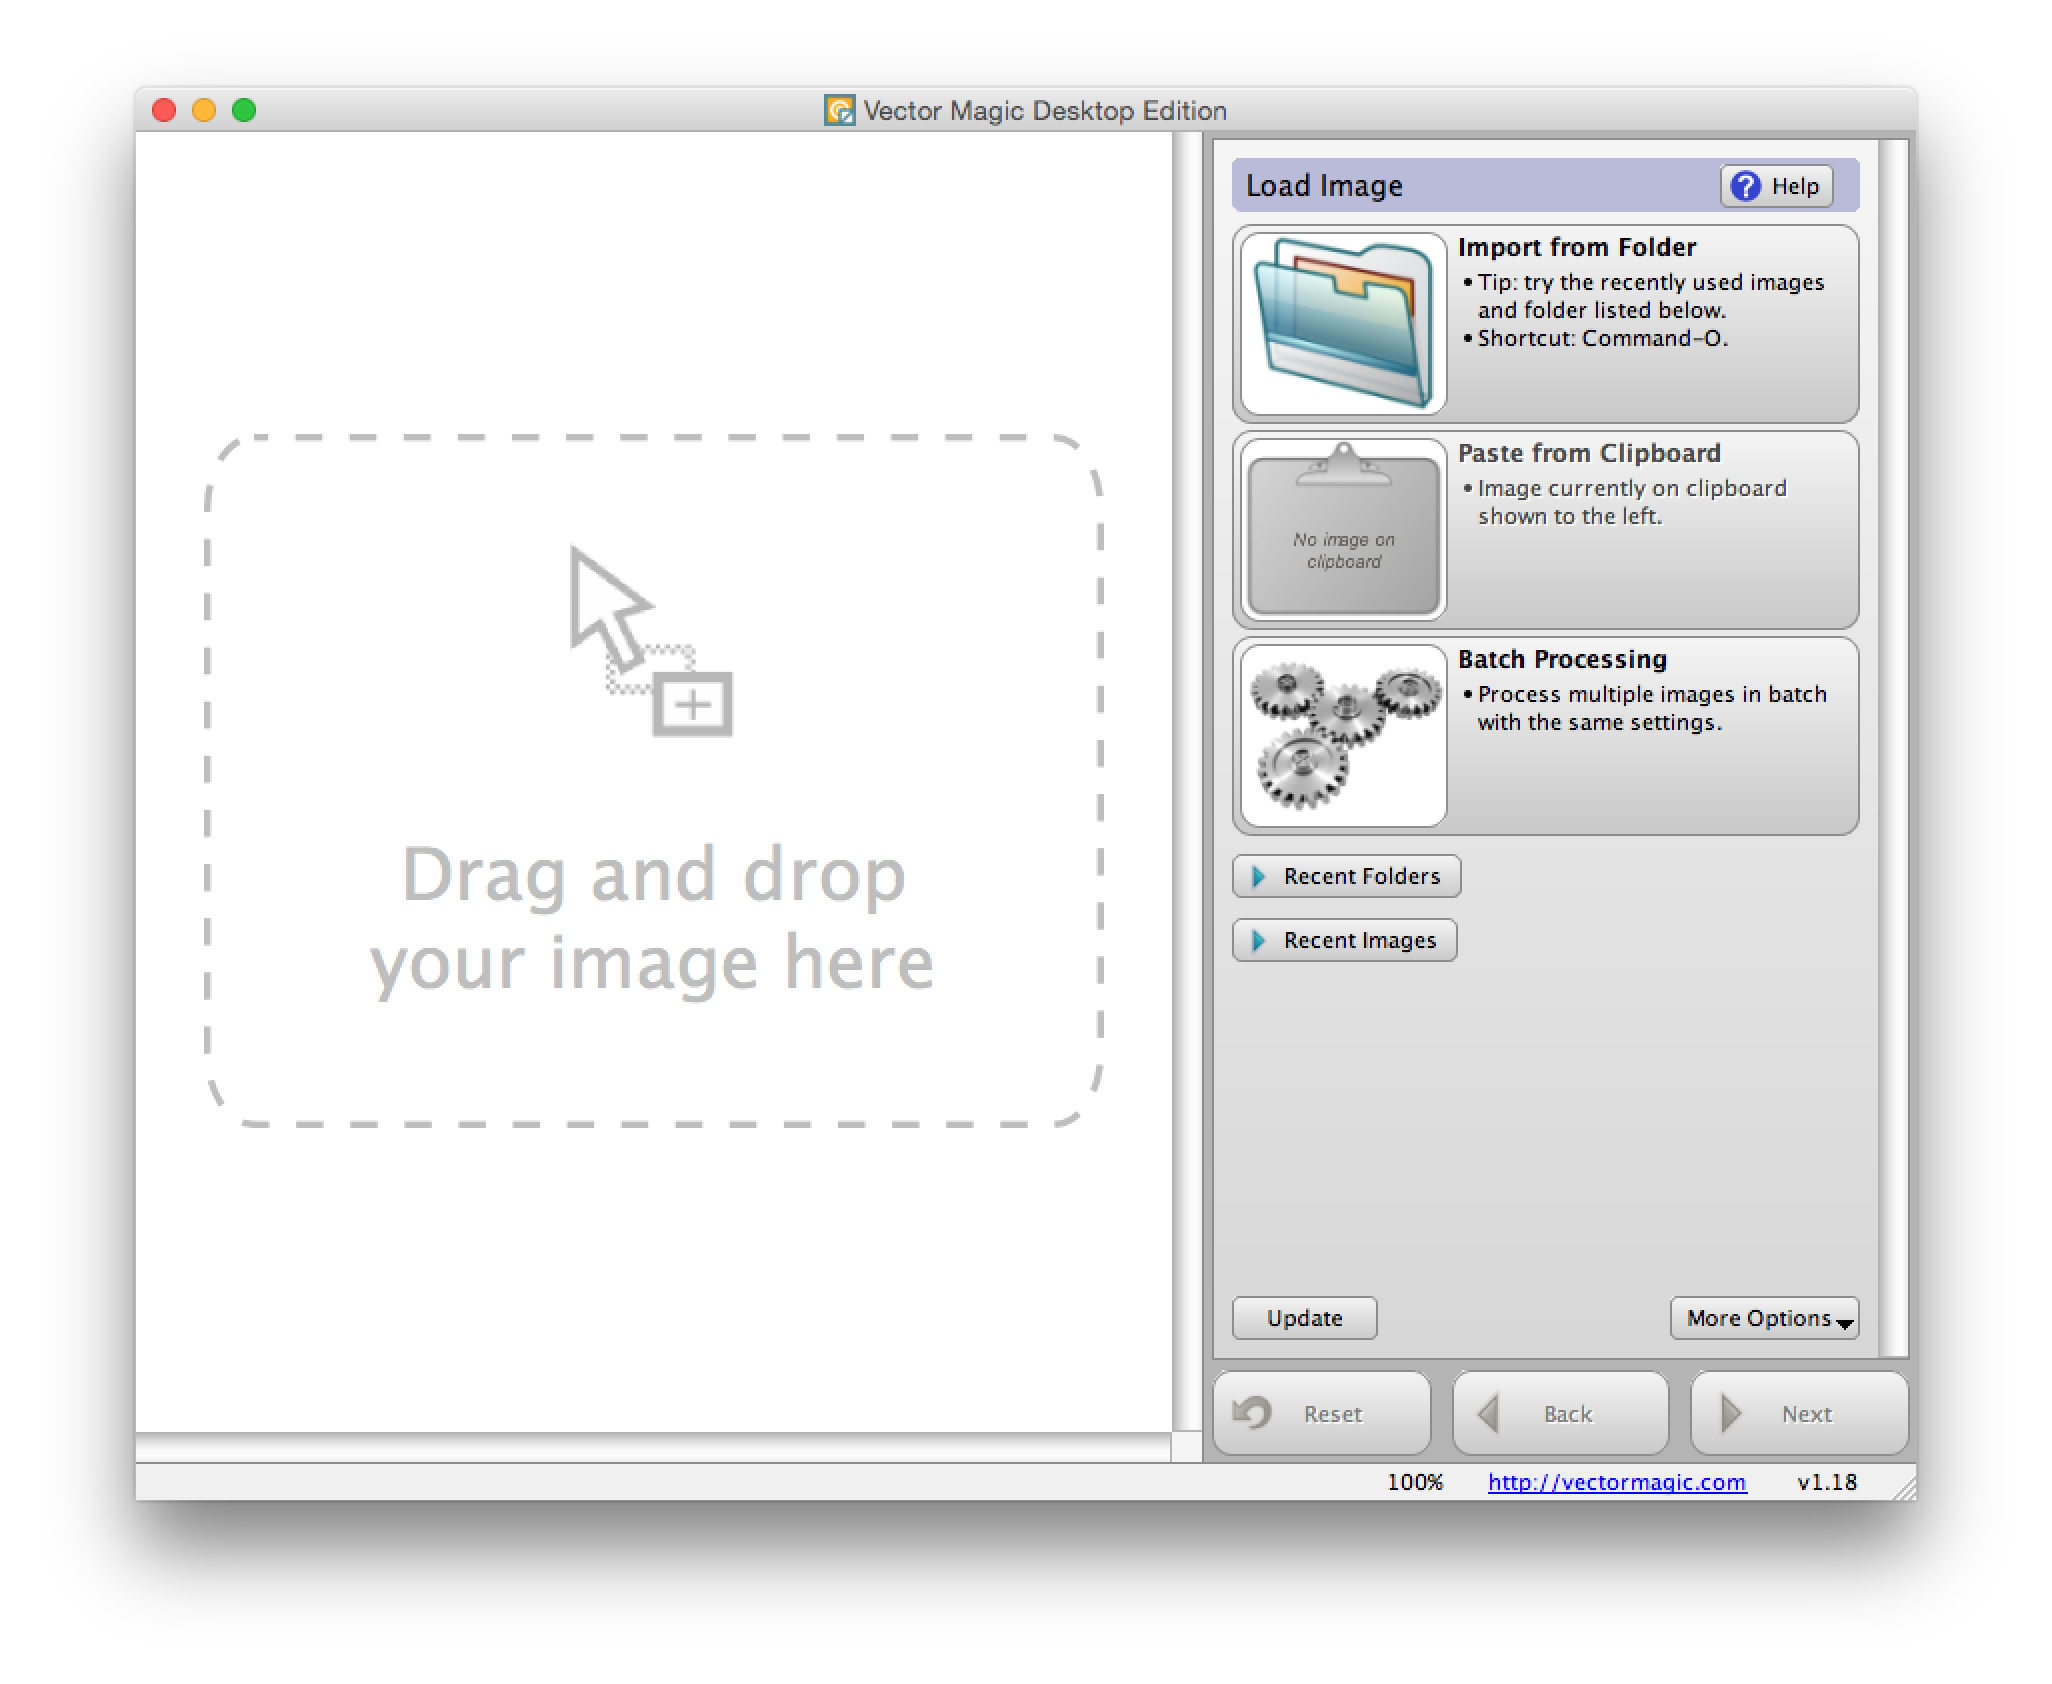 Vector Magic Desktop Edition
Drag and drop
your image here
Load Image
Help
Import from Folder
• Tip: try the recently used images
and folder listed below.
• Shortcut: Command-O.
Paste from Clipboard
• Image currently on clipboard
shown to the left.
No image on
clipboard
Batch Processing
• Process multiple images in batch
with the same settings.
Recent Folders
Recent Images
Update
More Options
Reset
Back
Next
100%
http://vectormagic.com
v1.18